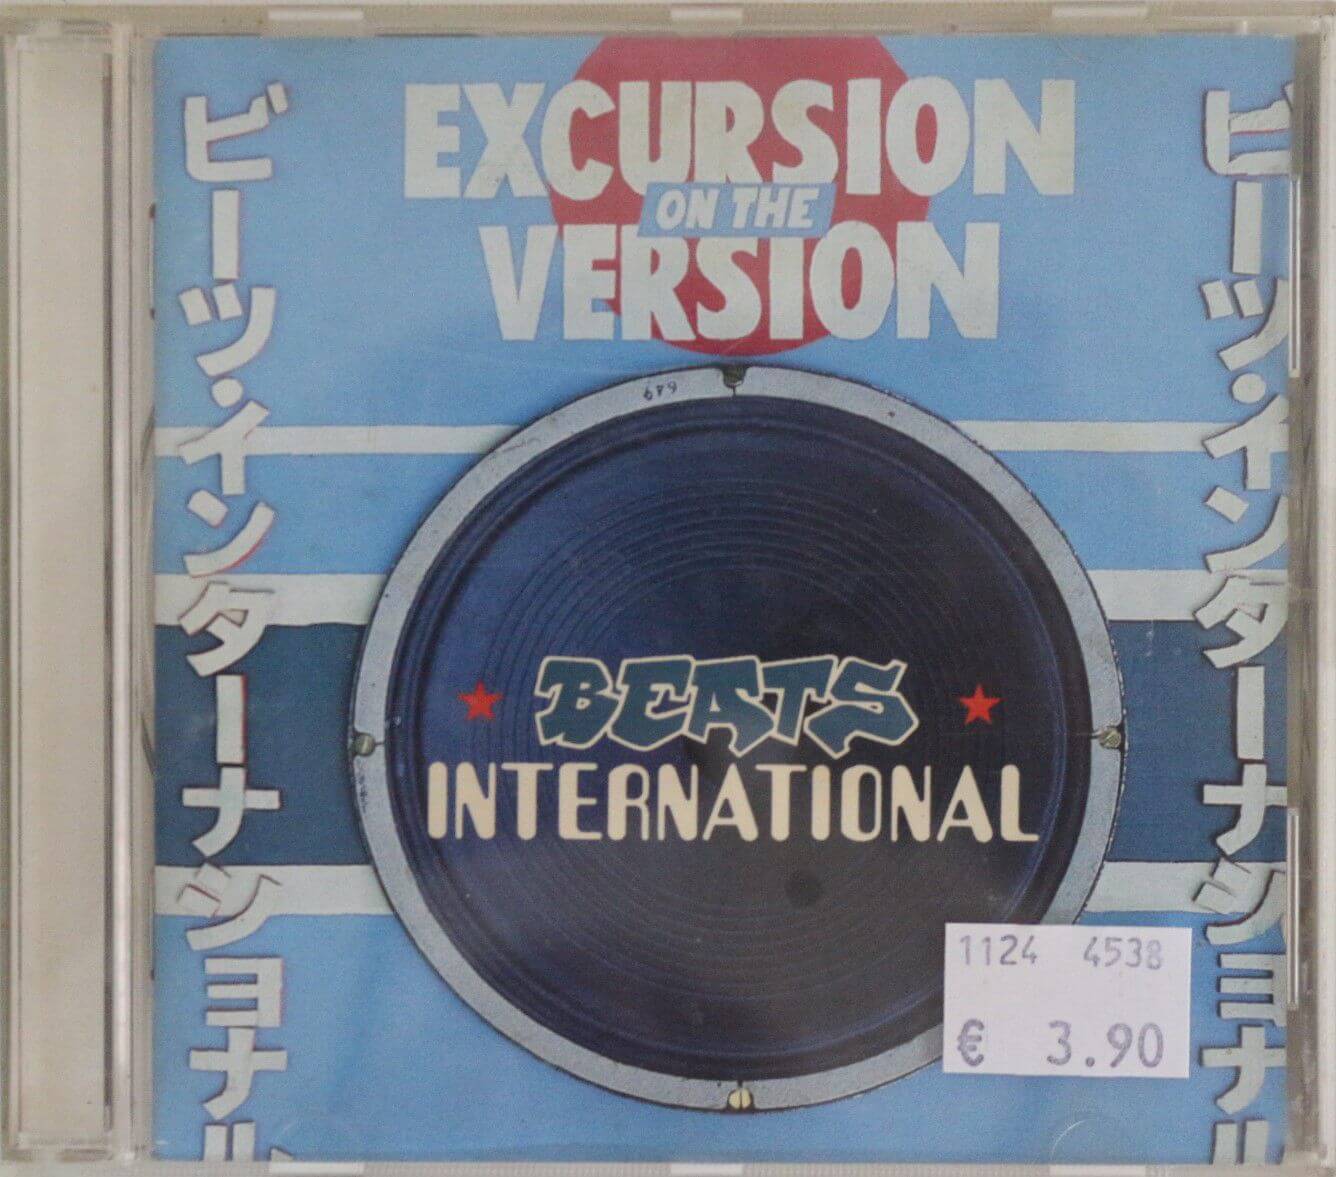 EXCURSION
ON THE
VERSION
ビーツ・インターナショナル
ビーツ・インターナショナル
689
BEATS
INTERNATIONAL
1124 4538
€ 3.90